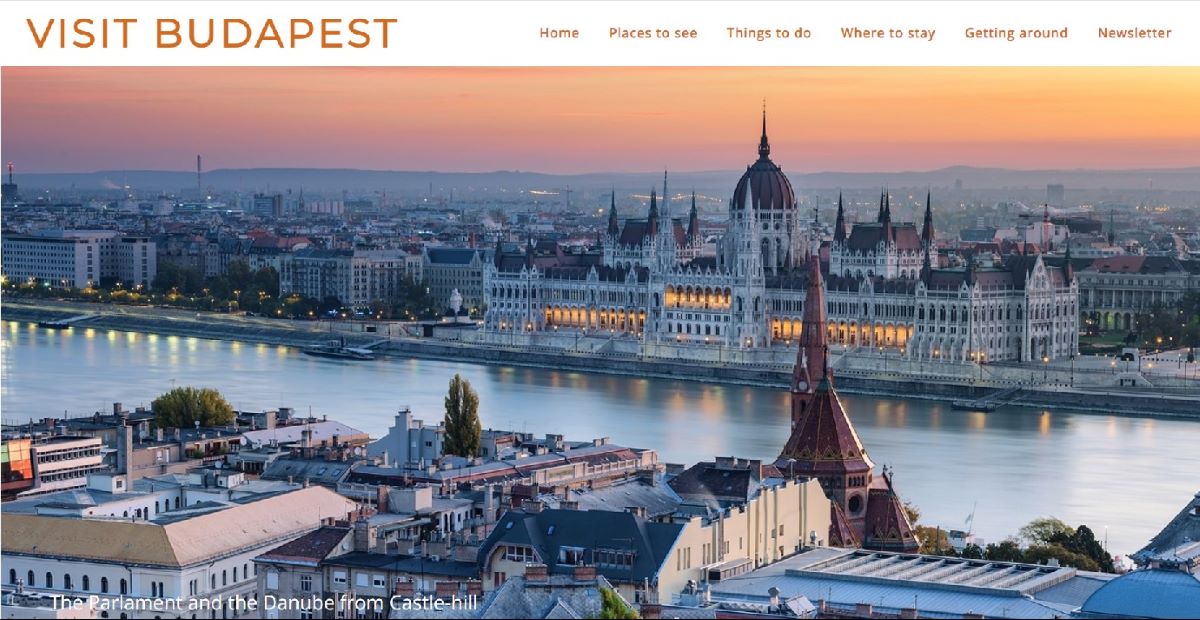 VISIT BUDAPEST
Home Places to see Things to do Where to stay Getting around Newsletter
The Parlament and the Danube from Castle-hill